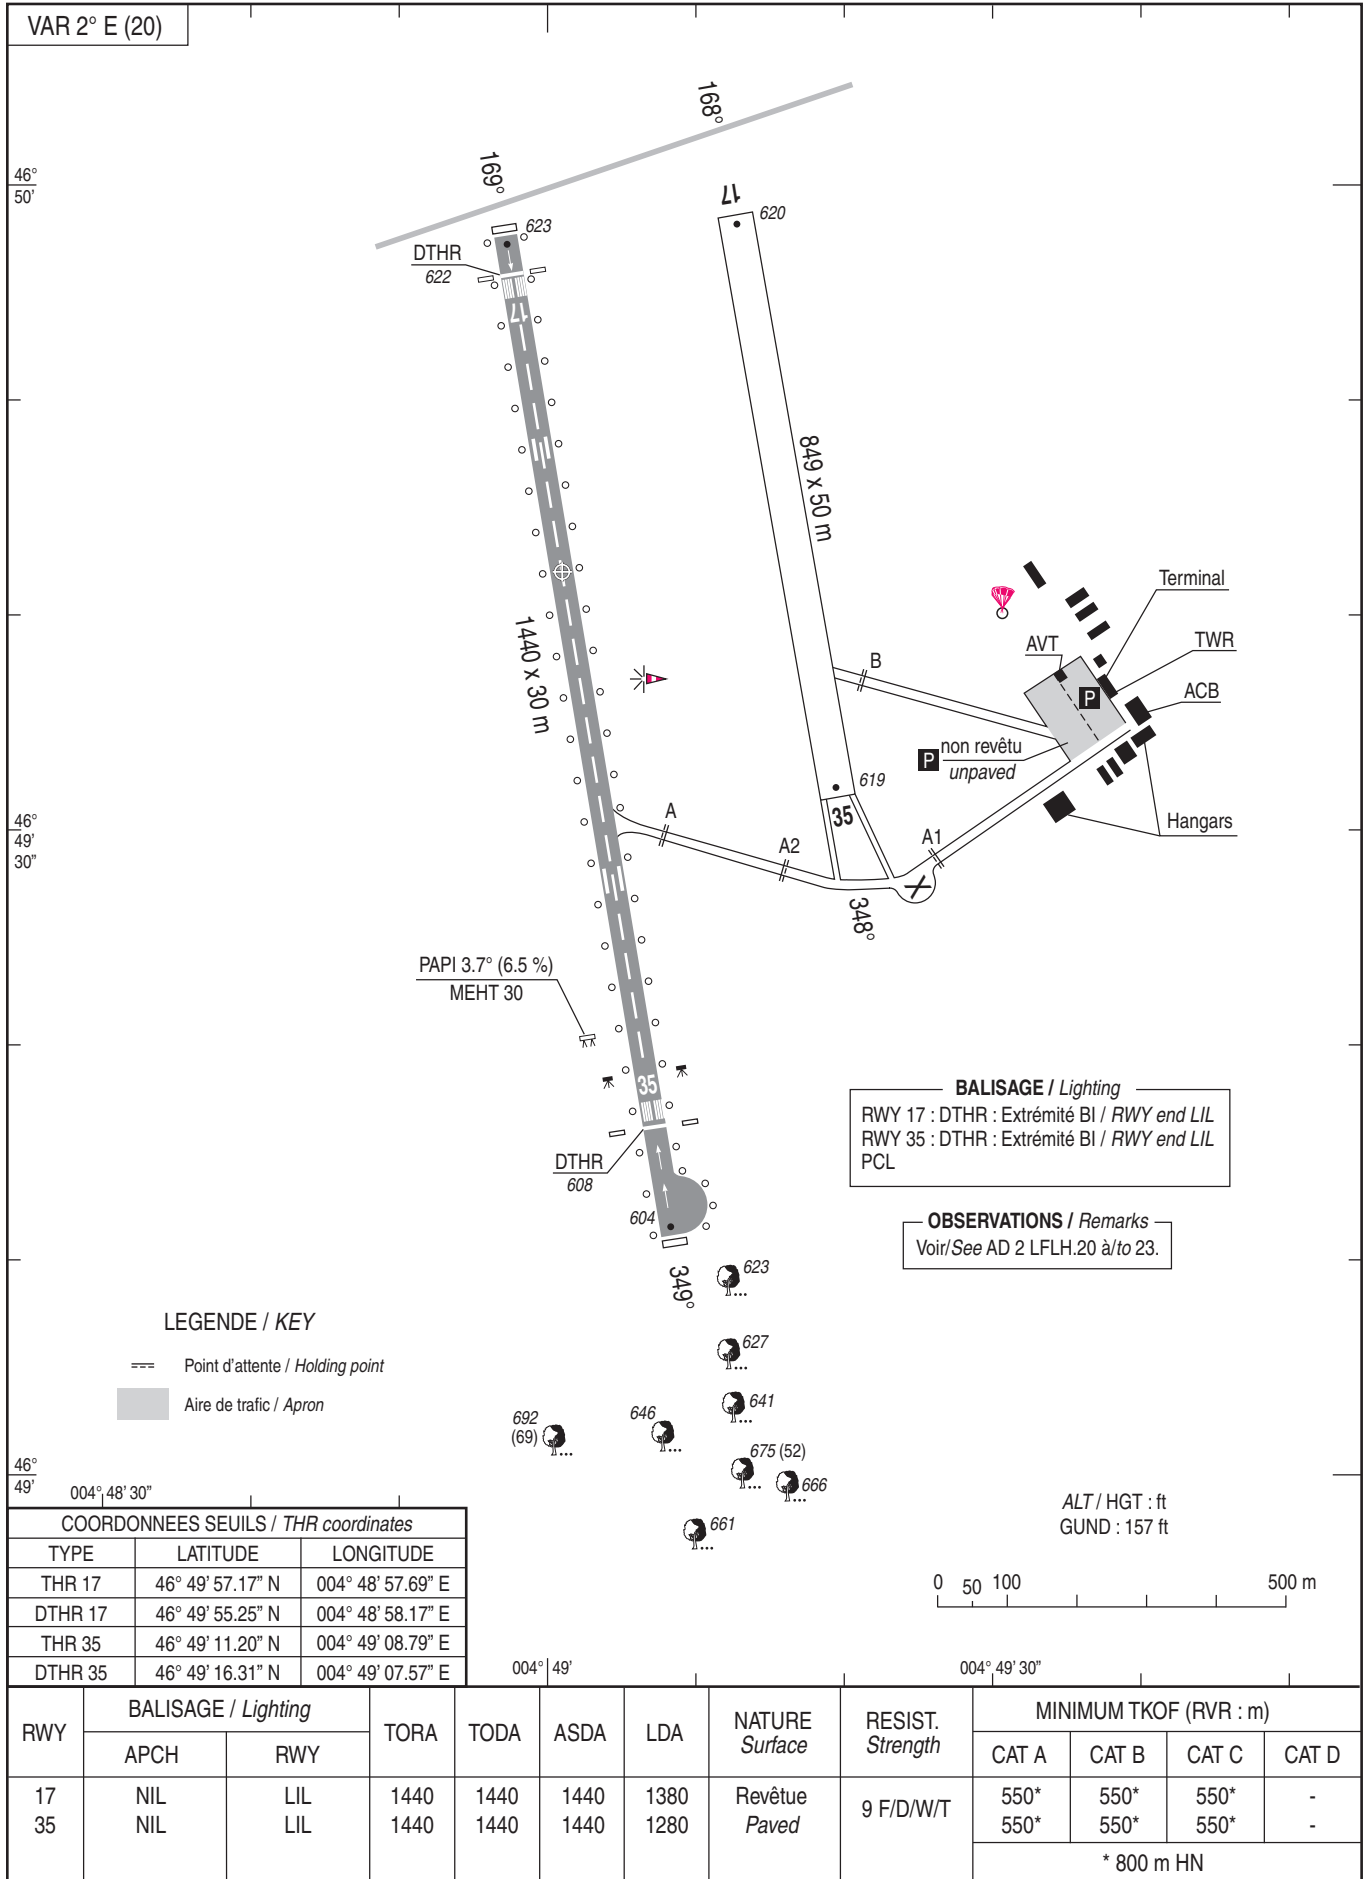 VAR 2° E (20)
168°
169°
46°
50'
17
620
623
DTHR
622
17
849 x 50 m
1440 x 30 m
Terminal
TWR
AVT
ACB
P
B
P non revêtu
unpaved
619
35
A
A2
A1
Hangars
46°
49'
30"
348°
PAPI 3.7° (6.5 %)
MEHT 30
35
DTHR
608
604
349°
BALISAGE / Lighting
RWY 17 : DTHR : Extrémité BI / RWY end LIL
RWY 35 : DTHR : Extrémité BI / RWY end LIL
PCL
OBSERVATIONS / Remarks
Voir/See AD 2 LFLH.20 à/to 23.
623
627
641
646
692
(69)
675 (52)
666
661
LEGENDE / KEY
Point d'attente / Holding point
Aire de trafic / Apron
46°
49'
004° 48' 30"
ALT / HGT : ft
GUND : 157 ft
0 50 100 500 m
COORDONNEES SEUILS / THR coordinates
TYPE LATITUDE LONGITUDE
THR 17 46° 49' 57.17" N 004° 48' 57.69" E
DTHR 17 46° 49' 55.25" N 004° 48' 58.17" E
THR 35 46° 49' 11.20" N 004° 49' 08.79" E
DTHR 35 46° 49' 16.31" N 004° 49' 07.57" E
004° 49' 004° 49' 30"
RWY BALISAGE / Lighting TORA TODA ASDA LDA NATURE Surface RESIST. Strength MINIMUM TKOF (RVR : m)
APCH RWY CAT A CAT B CAT C CAT D
17 NIL LIL 1440 1440 1440 1380 Revêtue 9 F/D/W/T 550* 550* 550* -
35 NIL LIL 1440 1440 1440 1280 Paved 550* 550* 550* -
* 800 m HN